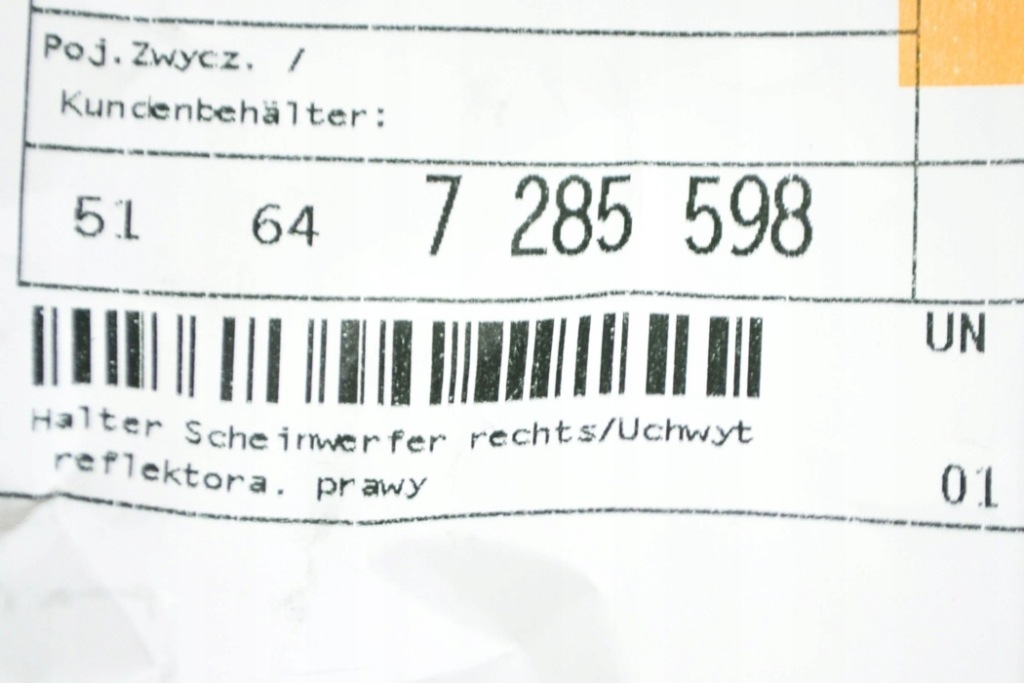 Poj.Zwycz. /
Kundenbehälter:
51 64 7 285 598
UN
Halter Scheinwerfer rechts/Uchwyt
reflektora. prawy
01